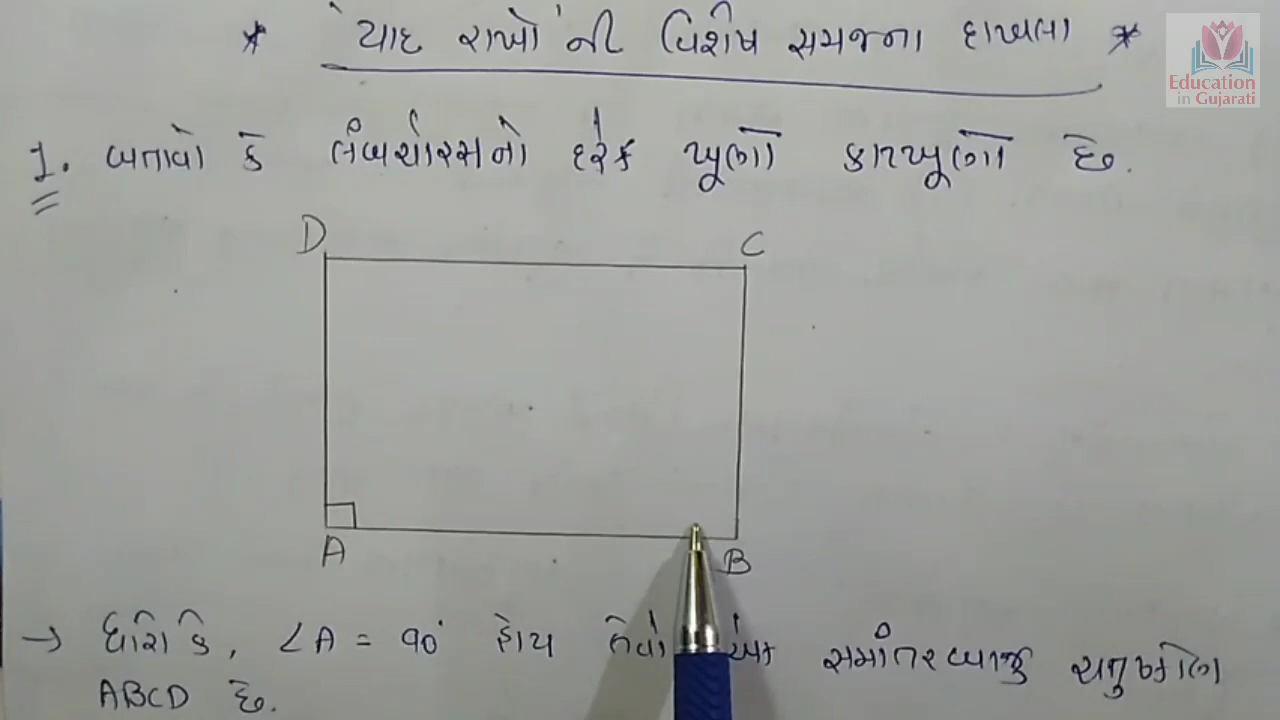 * 'યાદ રાખો'ની વિશેષ સમજના દાખલા *
Education
in Gujarati
1. બતાવો કે લંબચોરસનો દરેક ખૂણો કાટખૂણો છે.
D
C
A
B
→ ધારો કે, ∠A = 90° હોય તેવો સમાંતરબાજુ ચતુષ્કોણ
ABCD છે.